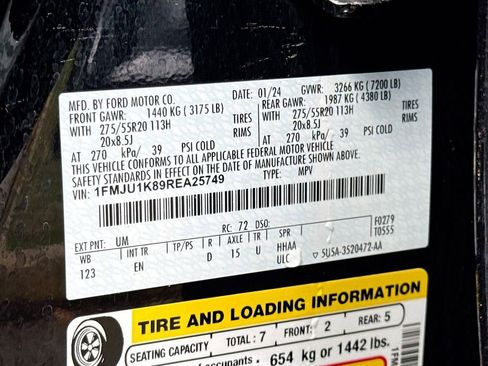 MFD. BY FORD MOTOR CO. DATE: 01/24 GVWR: 3266 KG ( 7200 LB)
FRONT GAWR: 1440 KG ( 3175 LB) REAR GAWR: 1987 KG ( 4380 LB)
WITH 275/55R20 113H TIRES WITH 275/55R20 113H TIRES
20x8.5J RIMS 20x8.5J RIMS
AT 270 kPa/ 39 PSI COLD AT 270 kPa/ 39 PSI COLD
THIS VEHICLE CONFORMS TO ALL APPLICABLE FEDERAL MOTOR VEHICLE
SAFETY STANDARDS IN EFFECT ON THE DATE OF MANUFACTURE SHOWN ABOVE.
VIN: 1FMJU1K89REA25749 TYPE: MPV
EXT PNT: UM RC: 72 DSO: F0279
WB INT TR TP/PS R AXLE TR SPR T0555
123 EN D 15 U HHAA
ULC 5USA-3520472-AA
TIRE AND LOADING INFORMATION
SEATING CAPACITY TOTAL : 7 FRONT: 2 REAR: 5
occupants 654 kg or 1442 lbs.
1FM